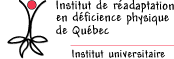 Institut de réadaptation
en déficience physique
de Québec
Institut universitaire